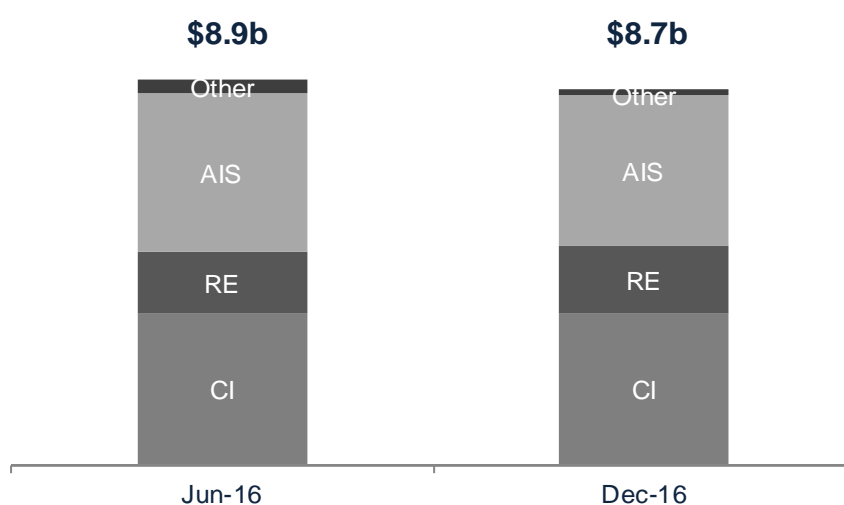 $8.9b
$8.7b
Other
Other
AIS
AIS
RE
RE
CI
CI
Jun-16
Dec-16